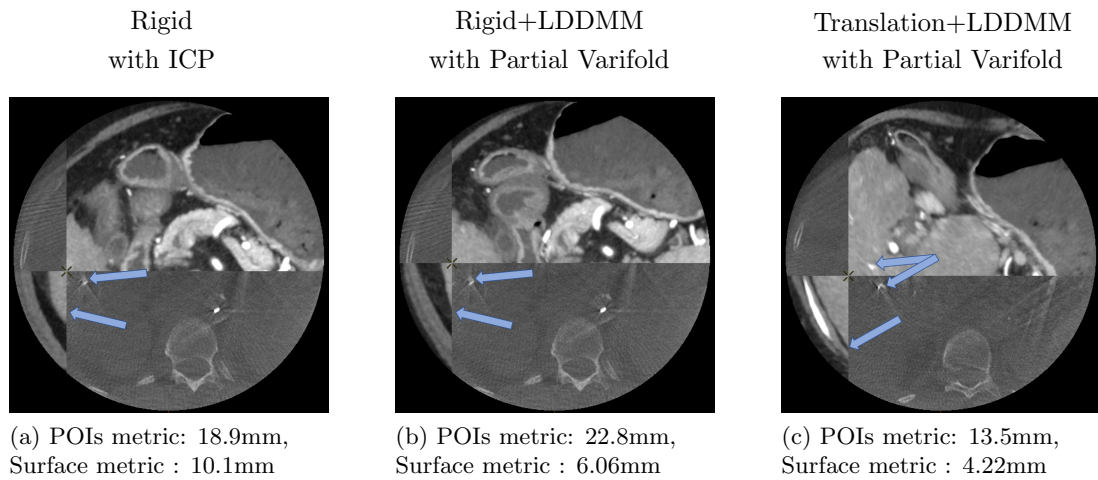 Rigid
with ICP
Rigid+LDDMM
with Partial Varifold
Translation+LDDMM
with Partial Varifold
(a) POIs metric: 18.9mm,
Surface metric : 10.1mm
(b) POIs metric: 22.8mm,
Surface metric : 6.06mm
(c) POIs metric: 13.5mm,
Surface metric : 4.22mm